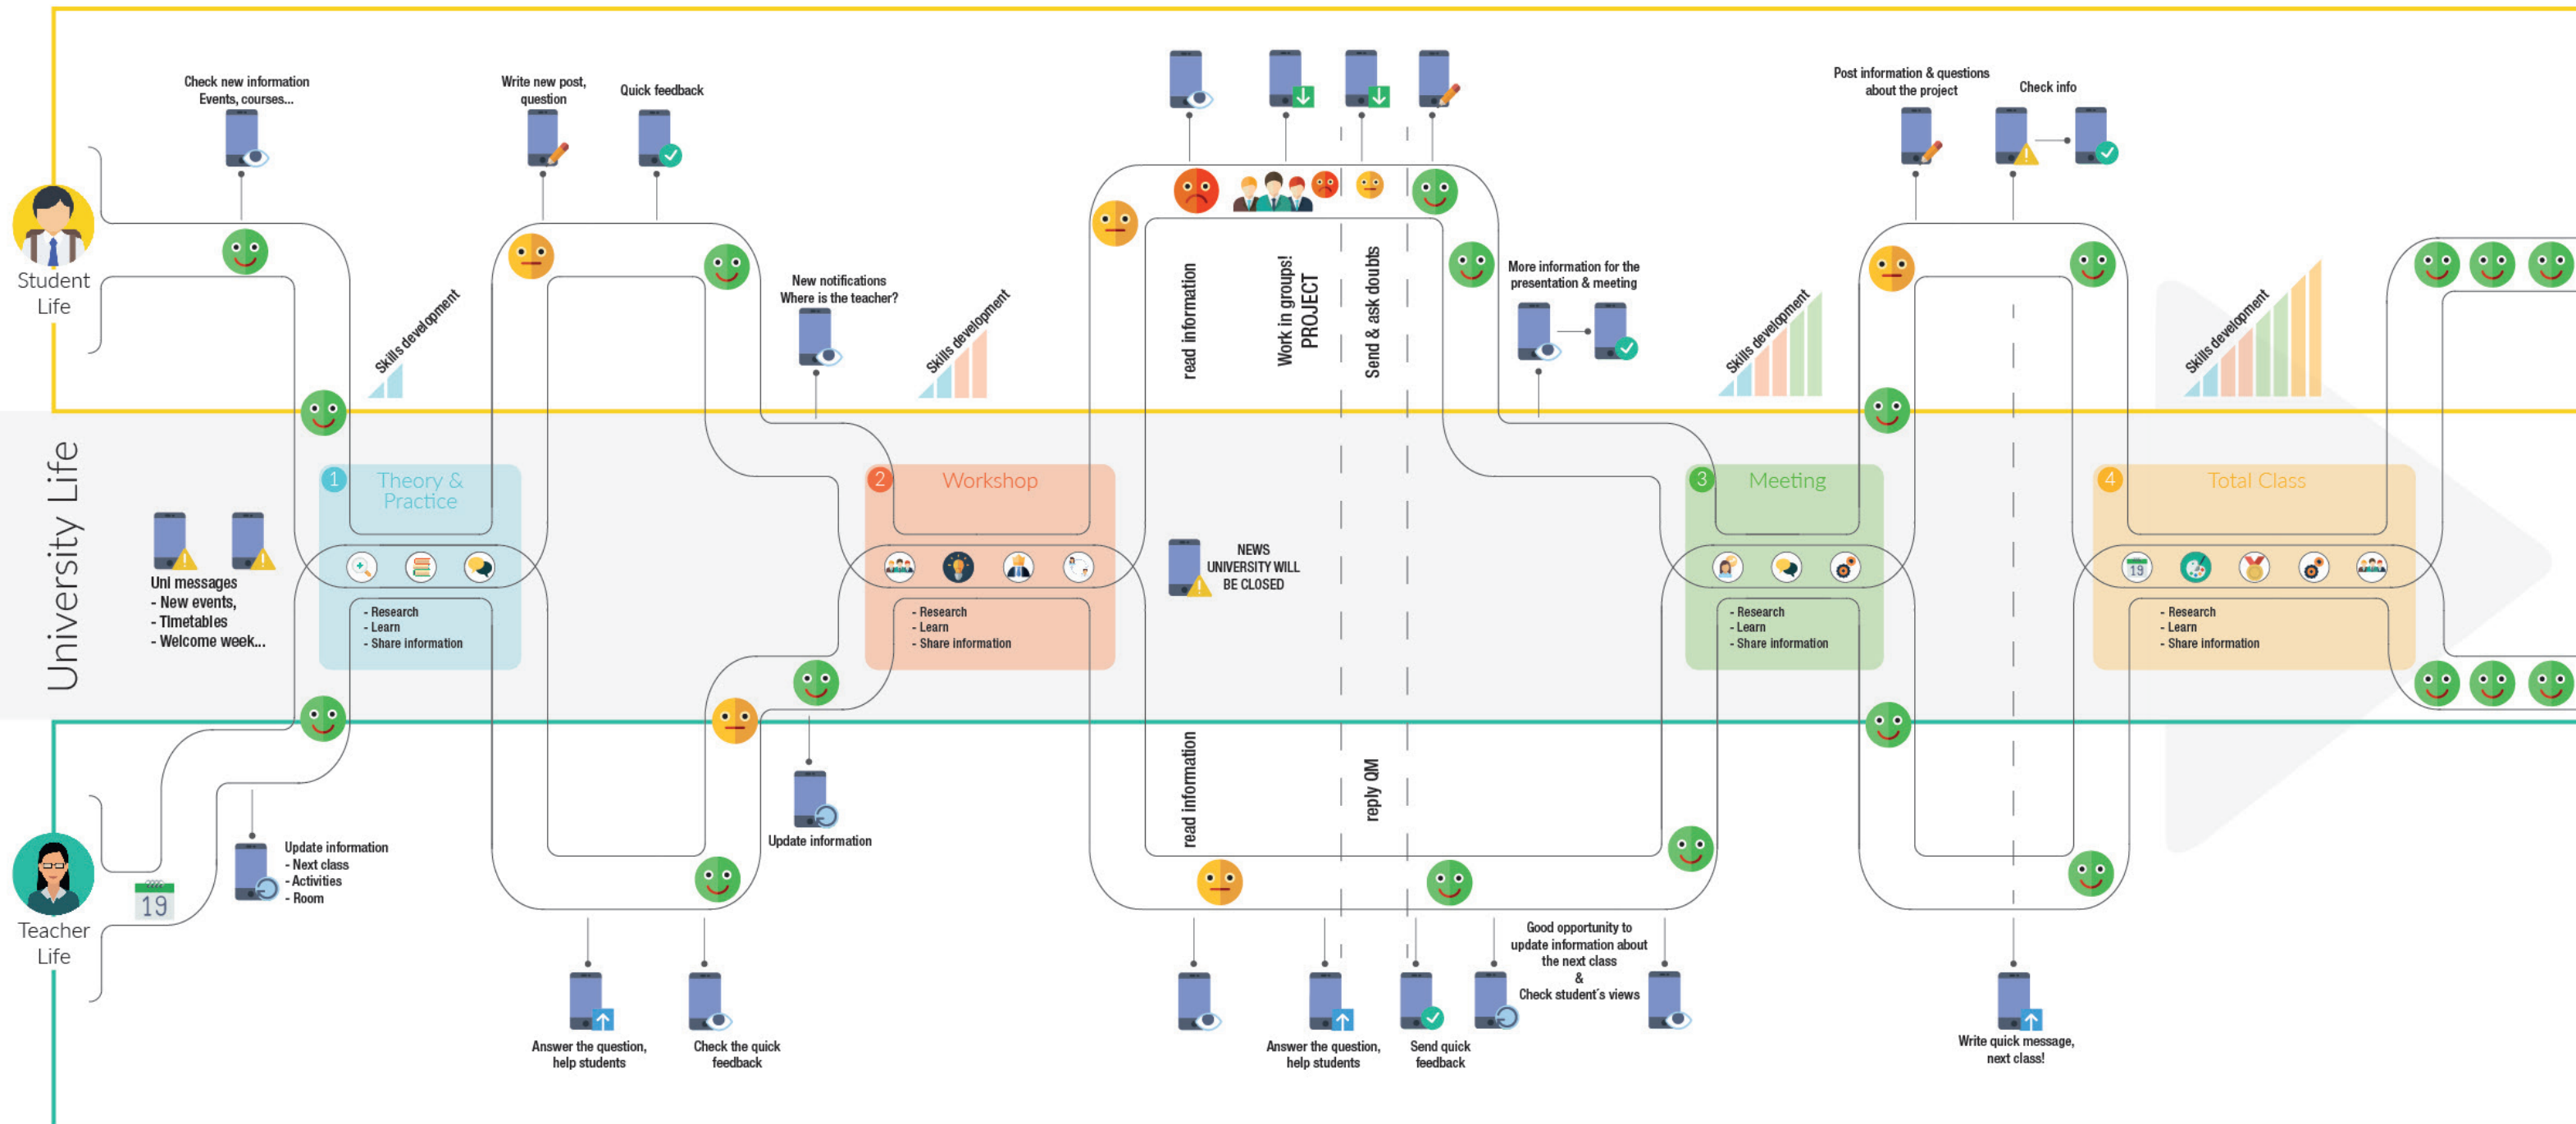 Check new information
Events, courses...
Write new post,
question
Quick feedback
Post information & questions
about the project
Check info
Student
Life
Skills development
New notifications
Where is the teacher?
Skills development
read information
Work in groups!
PROJECT
Send & ask doubts
More information for the
presentation & meeting
Skills development
Skills development
University Life
Uni messages
- New events,
- TImetables
- Welcome week...
1
Theory &
Practice
- Research
- Learn
- Share information
2
Workshop
- Research
- Learn
- Share information
NEWS
UNIVERSITY WILL
BE CLOSED
3
Meeting
- Research
- Learn
- Share information
4
Total Class
19
- Research
- Learn
- Share information
Teacher
Life
19
Update information
- Next class
- Activities
- Room
Update information
read information
reply QM
Answer the question,
help students
Check the quick
feedback
Answer the question,
help students
Send quick
feedback
Good opportunity to
update information about
the next class
&
Check student´s views
Write quick message,
next class!